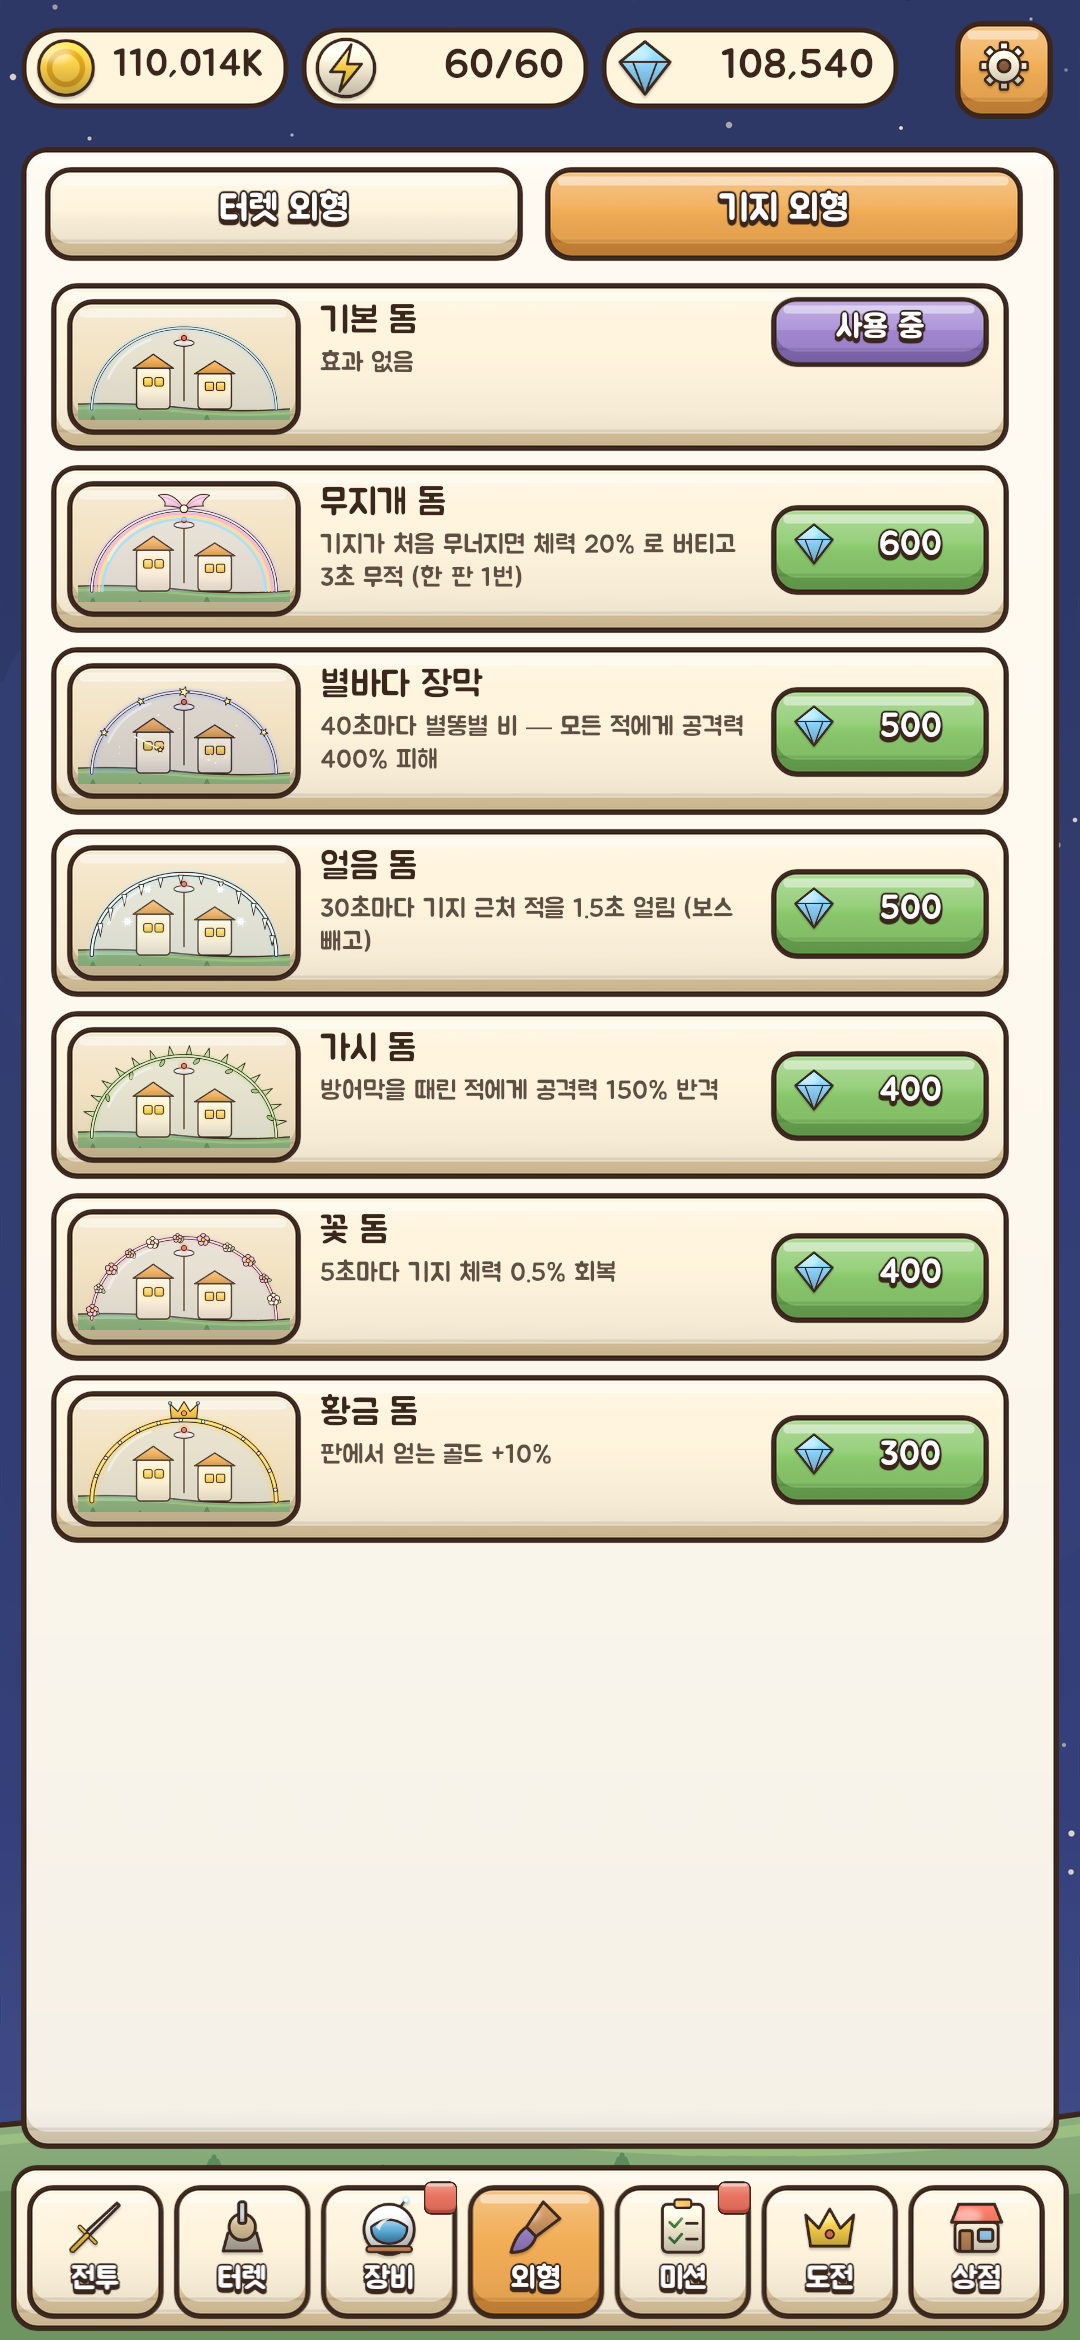 110,014K
60/60
108,540
터렛 외형
기지 외형
기본 돔
효과 없음
사용 중
무지개 돔
기지가 처음 무너지면 체력 20% 로 버티고
3초 무적 (한 판 1번)
600
별바다 장막
40초마다 별똥별 비 — 모든 적에게 공격력
400% 피해
500
얼음 돔
30초마다 기지 근처 적을 1.5초 얼림 (보스
빼고)
500
가시 돔
방어막을 때린 적에게 공격력 150% 반격
400
꽃 돔
5초마다 기지 체력 0.5% 회복
400
황금 돔
판에서 얻는 골드 +10%
300
전투
터렛
장비
외형
미션
도전
상점